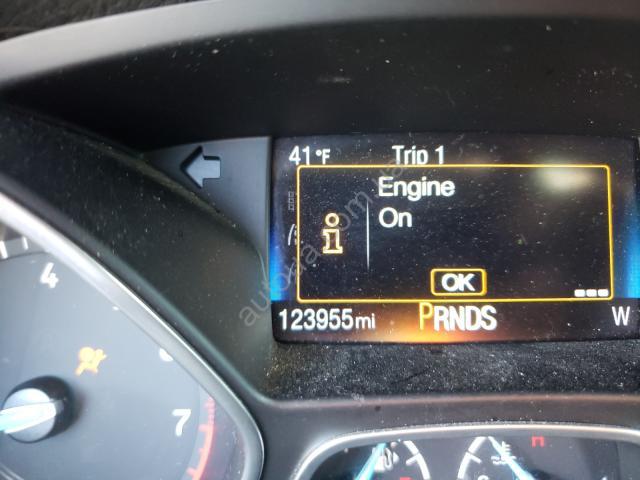 41°F Trip 1
Engine
On
i
OK
123955mi PRNDS W
4
7